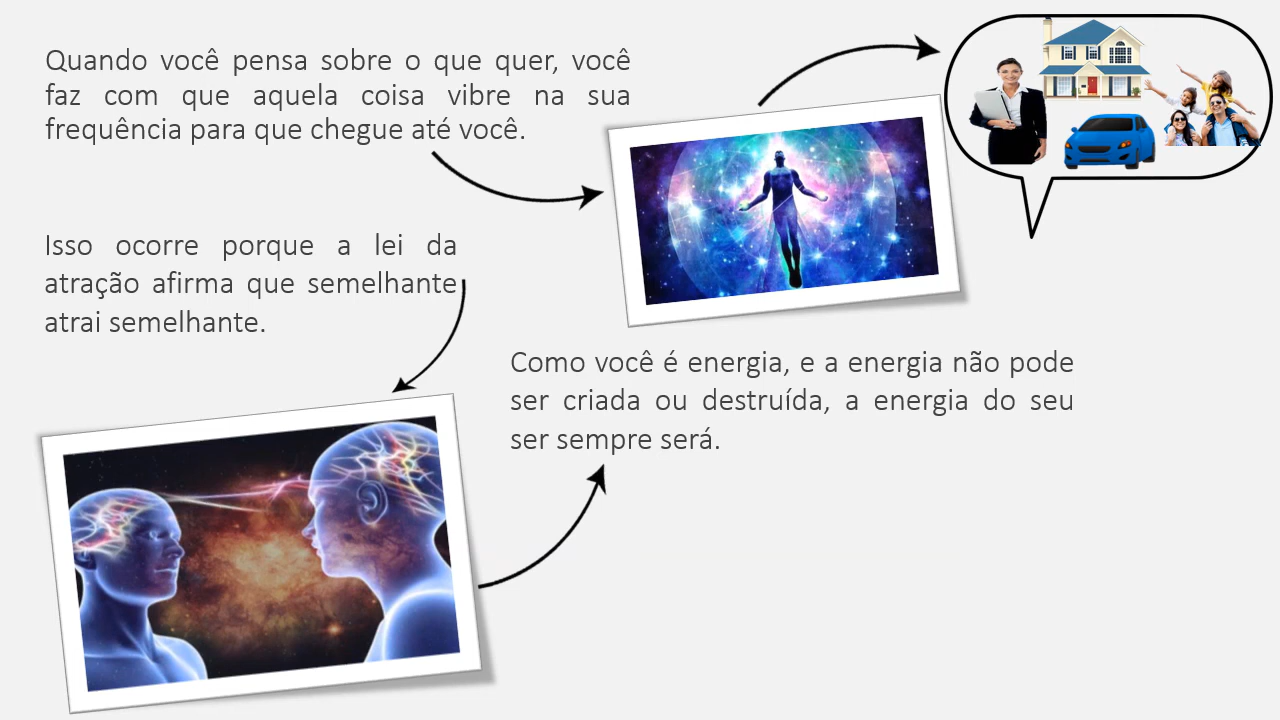 Quando você pensa sobre o que quer, você
faz com que aquela coisa vibre na sua
frequência para que chegue até você.
Isso ocorre porque a lei da
atração afirma que semelhante
atrai semelhante.
Como você é energia, e a energia não pode
ser criada ou destruída, a energia do seu
ser sempre será.